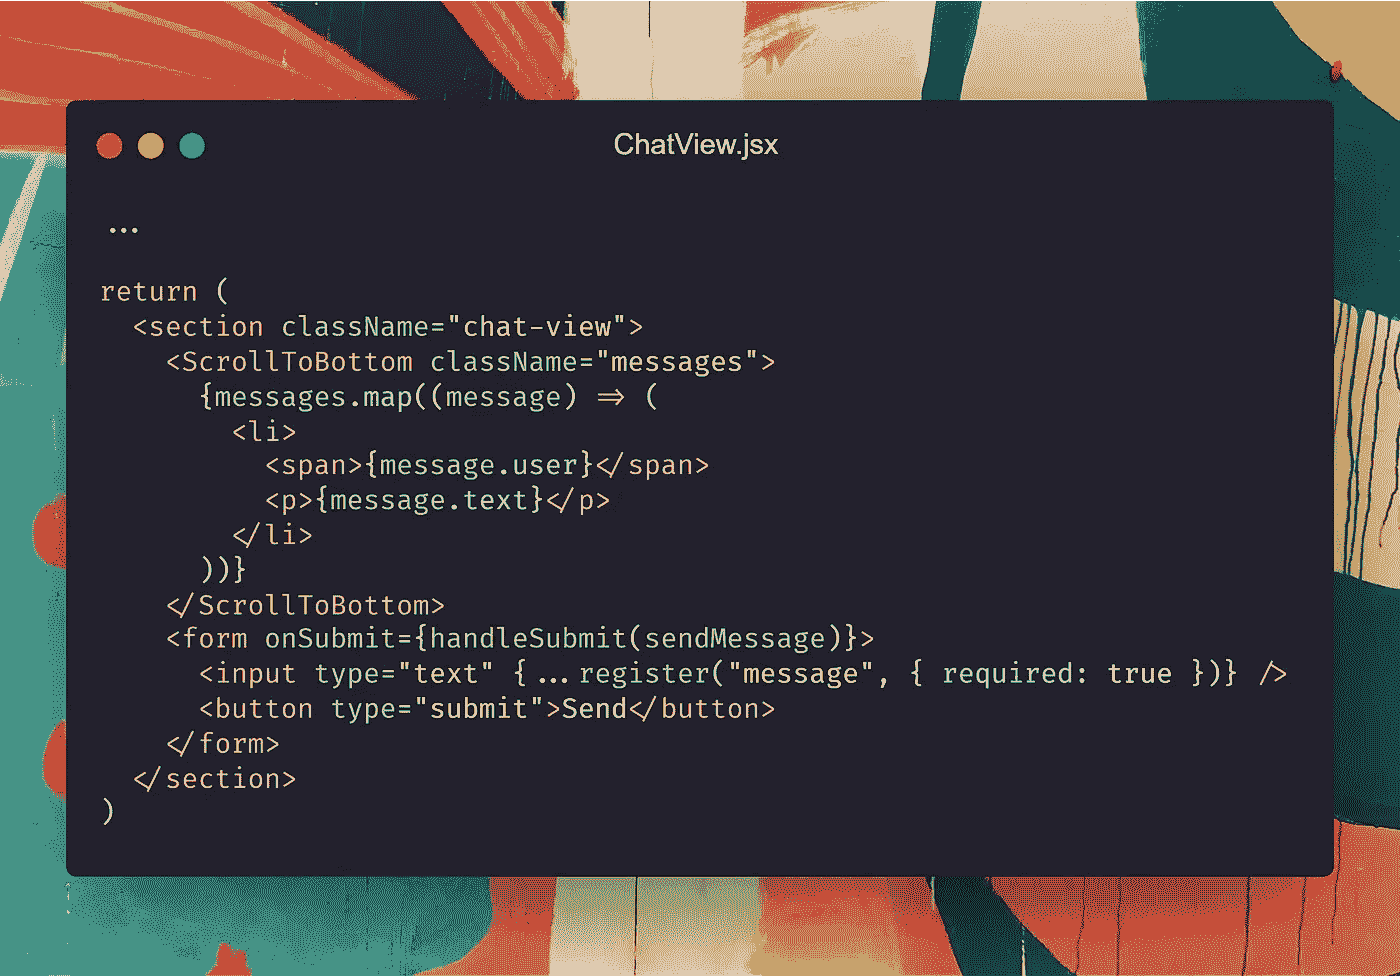 ChatView.jsx
...
return (
  <section className="chat-view">
    <ScrollToBottom className="messages">
      {messages.map((message) => (
        <li>
          <span>{message.user}</span>
          <p>{message.text}</p>
        </li>
      ))}
    </ScrollToBottom>
    <form onSubmit={handleSubmit(sendMessage)}>
      <input type="text" {...register("message", { required: true })} />
      <button type="submit">Send</button>
    </form>
  </section>
)